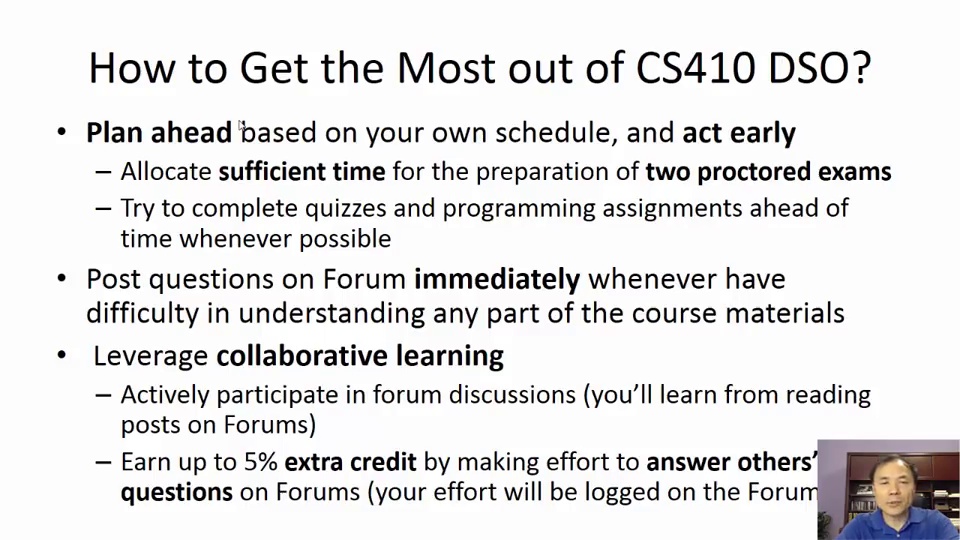 How to Get the Most out of CS410 DSO?
• Plan ahead based on your own schedule, and act early
– Allocate sufficient time for the preparation of two proctored exams
– Try to complete quizzes and programming assignments ahead of
time whenever possible
• Post questions on Forum immediately whenever have
difficulty in understanding any part of the course materials
• Leverage collaborative learning
– Actively participate in forum discussions (you'll learn from reading
posts on Forums)
– Earn up to 5% extra credit by making effort to answer others'
questions on Forums (your effort will be logged on the Forum